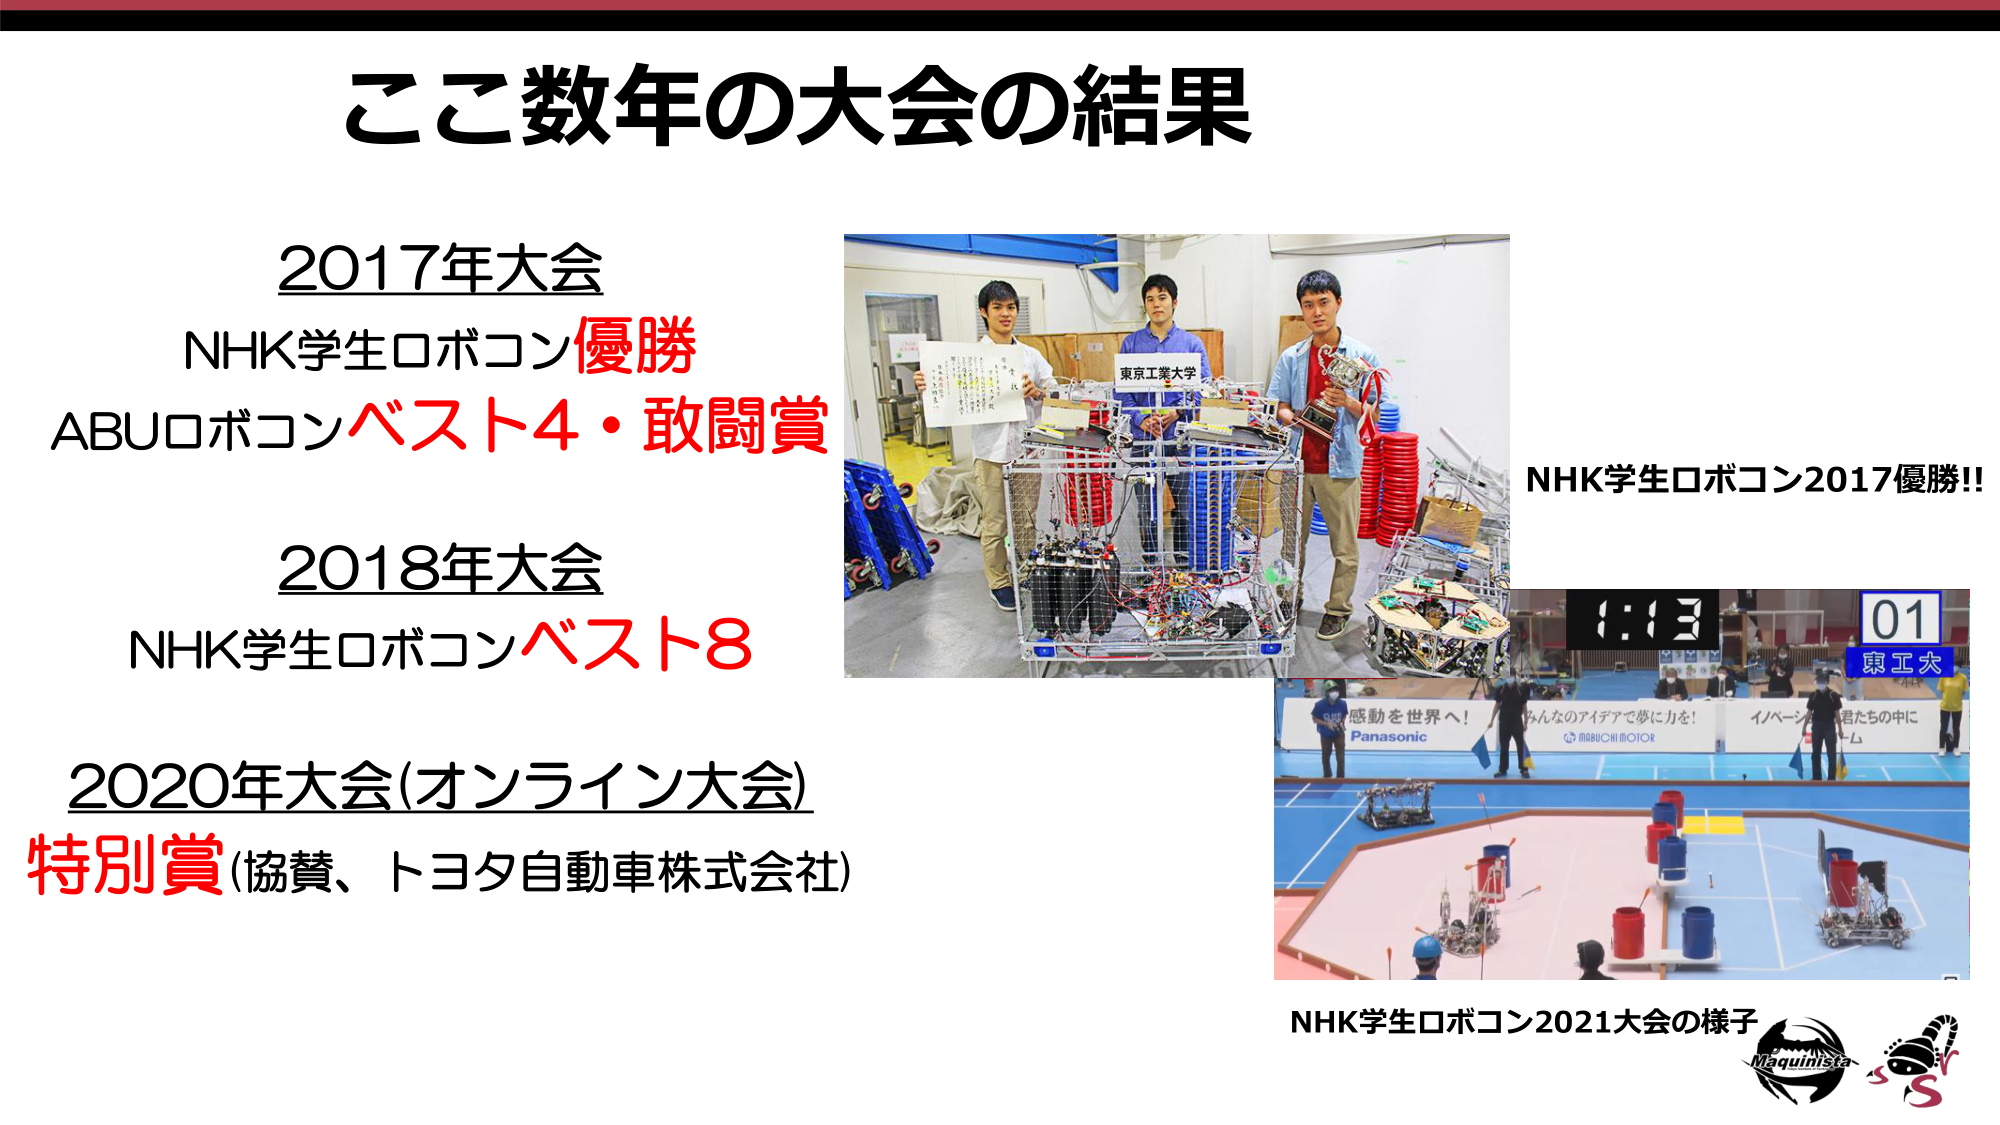 ここ数年の大会の結果
2017年大会
NHK学生ロボコン優勝
ABUロボコンベスト4・敢闘賞
2018年大会
NHK学生ロボコンベスト8
2020年大会(オンライン大会)
特別賞(協賛、トヨタ自動車株式会社)
東京工業大学
NHK学生ロボコン2017優勝!!
1:13
01
東工大
感動を世界へ!
Panasonic
みんなのアイデアで夢に力を!
MABUCHI MOTOR
イノベーシ 君たちの中に
ーム
NHK学生ロボコン2021大会の様子
Maquinista
s S r